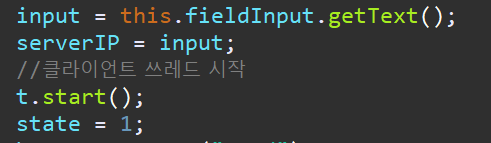 input = this.fieldInput.getText();
serverIP = input;
//클라이언트 쓰레드 시작
t.start();
state = 1;